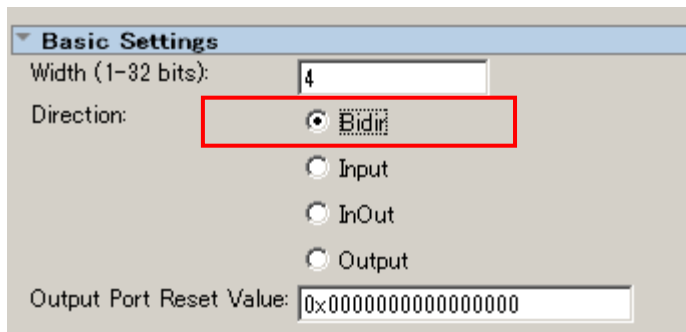 Basic Settings
Width (1-32 bits): 4
Direction: Bidir
Input
InOut
Output
Output Port Reset Value: 0x0000000000000000